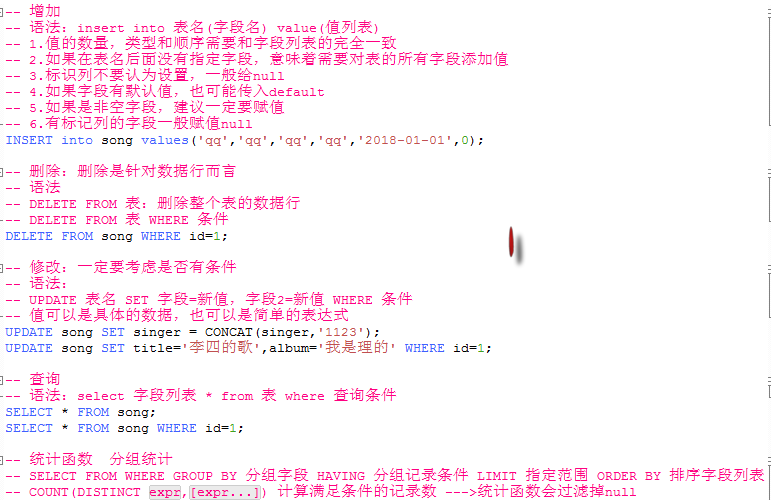 -- 增加
-- 语法：insert into 表名(字段名) value(值列表)
-- 1.值的数量，类型和顺序需要和字段列表的完全一致
-- 2.如果在表名后面没有指定字段，意味着需要对表的所有字段添加值
-- 3.标识列不要认为设置，一般给null
-- 4.如果字段有默认值，也可能传入default
-- 5.如果是非空字段，建议一定要赋值
-- 6.有标记列的字段一般赋值null
INSERT into song values('qq','qq','qq','qq','2018-01-01',0);
-- 删除：删除是针对数据行而言
-- 语法
-- DELETE FROM 表：删除整个表的数据行
-- DELETE FROM 表 WHERE 条件
DELETE FROM song WHERE id=1;
-- 修改：一定要考虑是否有条件
-- 语法：
-- UPDATE 表名 SET 字段=新值，字段2=新值 WHERE 条件
-- 值可以是具体的数据，也可以是简单的表达式
UPDATE song SET singer = CONCAT(singer,'1123');
UPDATE song SET title='李四的歌',album='我是理的' WHERE id=1;
-- 查询
-- 语法：select 字段列表 * from 表 where 查询条件
SELECT * FROM song;
SELECT * FROM song WHERE id=1;
-- 统计函数  分组统计
-- SELECT FROM WHERE GROUP BY 分组字段 HAVING 分组记录条件 LIMIT 指定范围 ORDER BY 排序字段列表
-- COUNT(DISTINCT expr,[expr...]) 计算满足条件的记录数 --->统计函数会过滤掉null